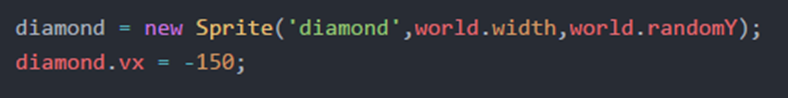 diamond = new Sprite('diamond',world.width,world.randomY);
diamond.vx = -150;